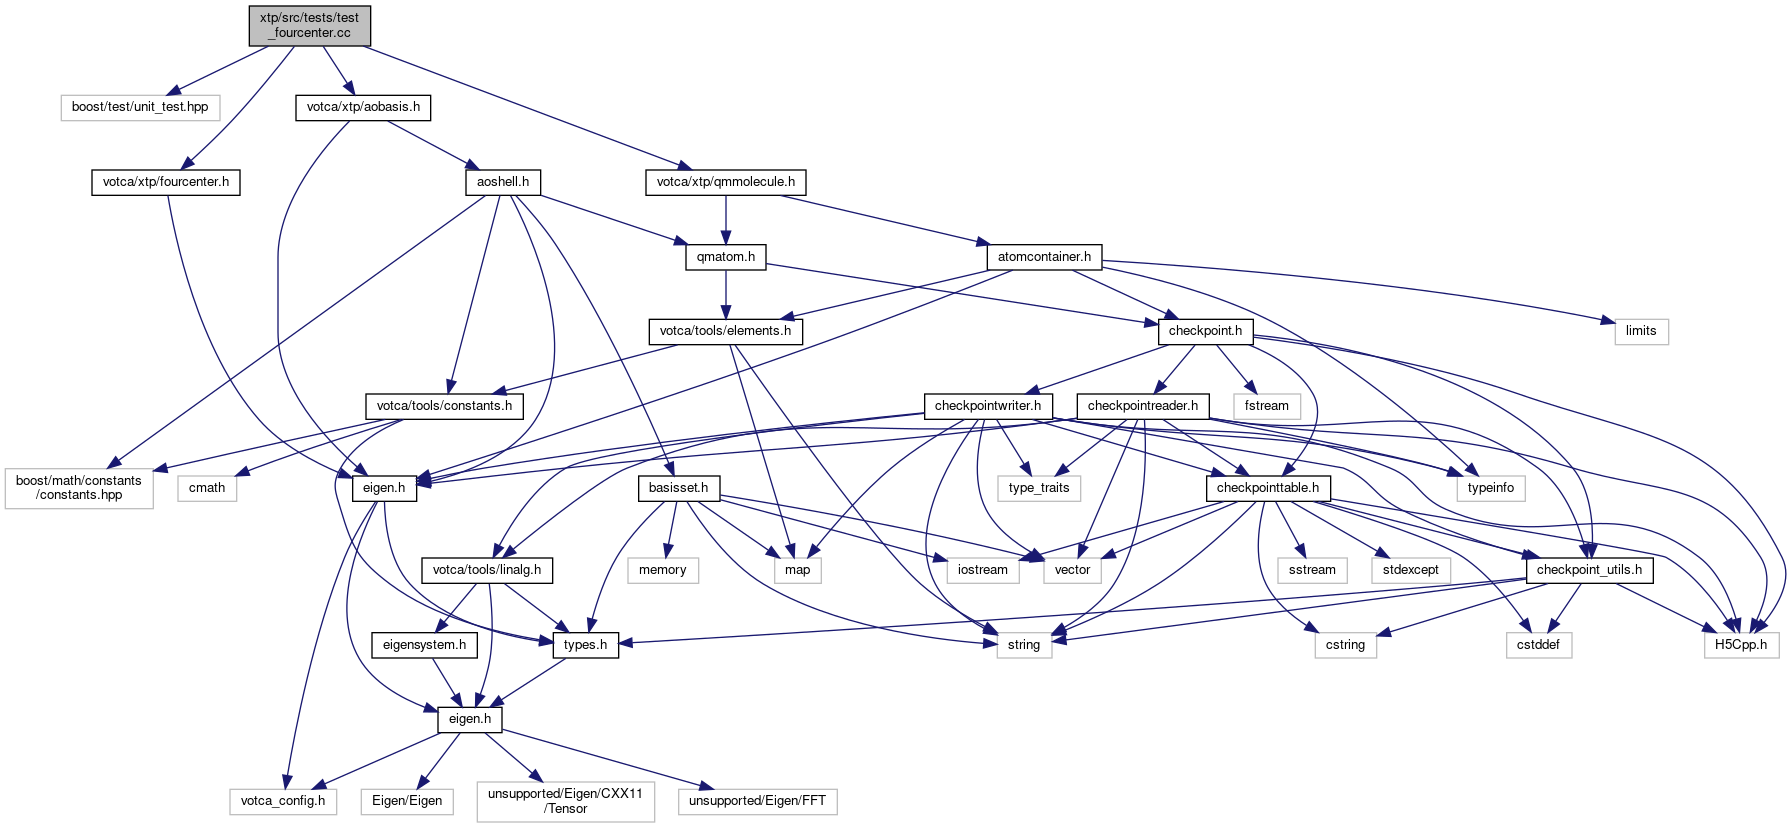 xtp/src/tests/test
_fourcenter.cc
boost/test/unit_test.hpp
votca/xtp/aobasis.h
votca/xtp/fourcenter.h
aoshell.h
votca/xtp/qmmolecule.h
qmatom.h
atomcontainer.h
votca/tools/elements.h
checkpoint.h
limits
votca/tools/constants.h
checkpointwriter.h
checkpointreader.h
fstream
boost/math/constants
/constants.hpp
cmath
eigen.h
basisset.h
type_traits
checkpointtable.h
typeinfo
votca/tools/linalg.h
memory
map
iostream
vector
sstream
stdexcept
checkpoint_utils.h
eigensystem.h
types.h
string
cstring
cstddef
H5Cpp.h
eigen.h
votca_config.h
Eigen/Eigen
unsupported/Eigen/CXX11
/Tensor
unsupported/Eigen/FFT